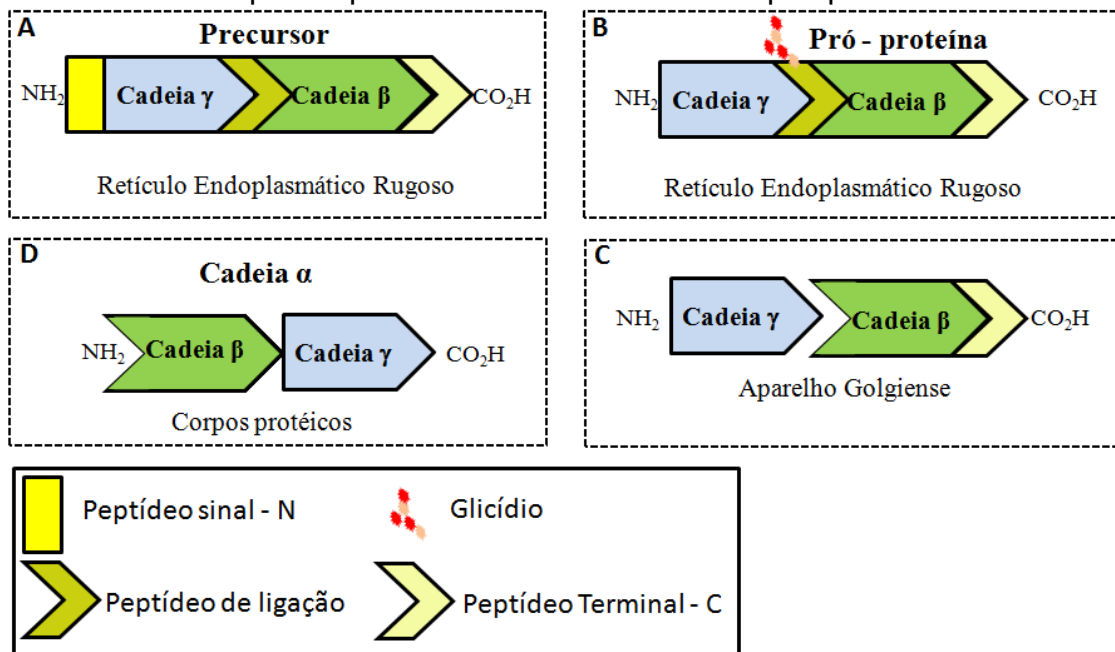 A
Precursor
NH2 Cadeia γ Cadeia β CO2H
Retículo Endoplasmático Rugoso
B
Pró - proteína
NH2 Cadeia γ Cadeia β CO2H
Retículo Endoplasmático Rugoso
D
Cadeia α
NH2 Cadeia β Cadeia γ CO2H
Corpos protéicos
C
NH2 Cadeia γ Cadeia β CO2H
Aparelho Golgiense
Peptídeo sinal - N
Glicídio
Peptídeo de ligação
Peptídeo Terminal - C